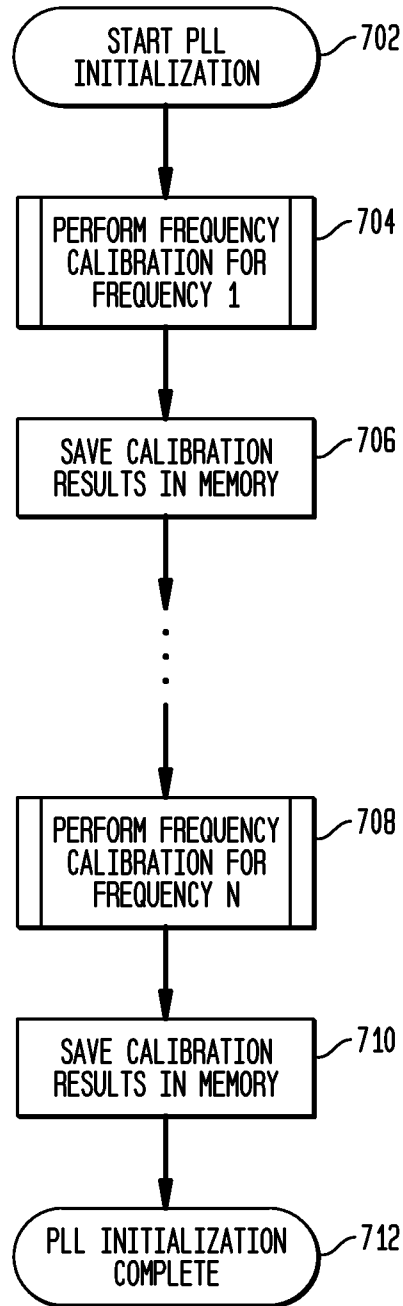 START PLL
INITIALIZATION
702
PERFORM FREQUENCY
CALIBRATION FOR
FREQUENCY 1
704
SAVE CALIBRATION
RESULTS IN MEMORY
706
PERFORM FREQUENCY
CALIBRATION FOR
FREQUENCY N
708
SAVE CALIBRATION
RESULTS IN MEMORY
710
PLL INITIALIZATION
COMPLETE
712